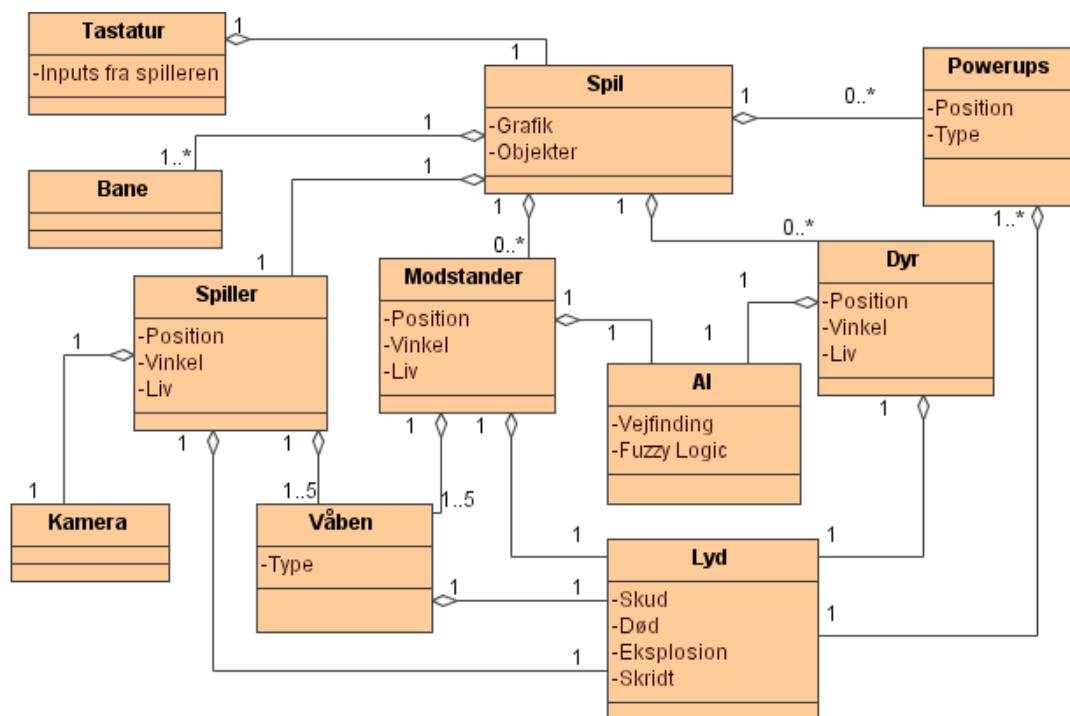 Tastatur
-Inputs fra spilleren
1
1
Spil
-Grafik
-Objekter
Powerups
-Position
-Type
1
0..*
1
1..*
Bane
1
1
1
0..*
1
0..*
1..*
Spiller
-Position
-Vinkel
-Liv
Modstander
-Position
-Vinkel
-Liv
Dyr
-Position
-Vinkel
-Liv
1
1
1
1
AI
-Vejfinding
-Fuzzy Logic
1
1
Kamera
1
1
1..5
1
1..5
1
1
Våben
-Type
1
1
1
1
1
1
Lyd
-Skud
-Død
-Eksplosion
-Skridt